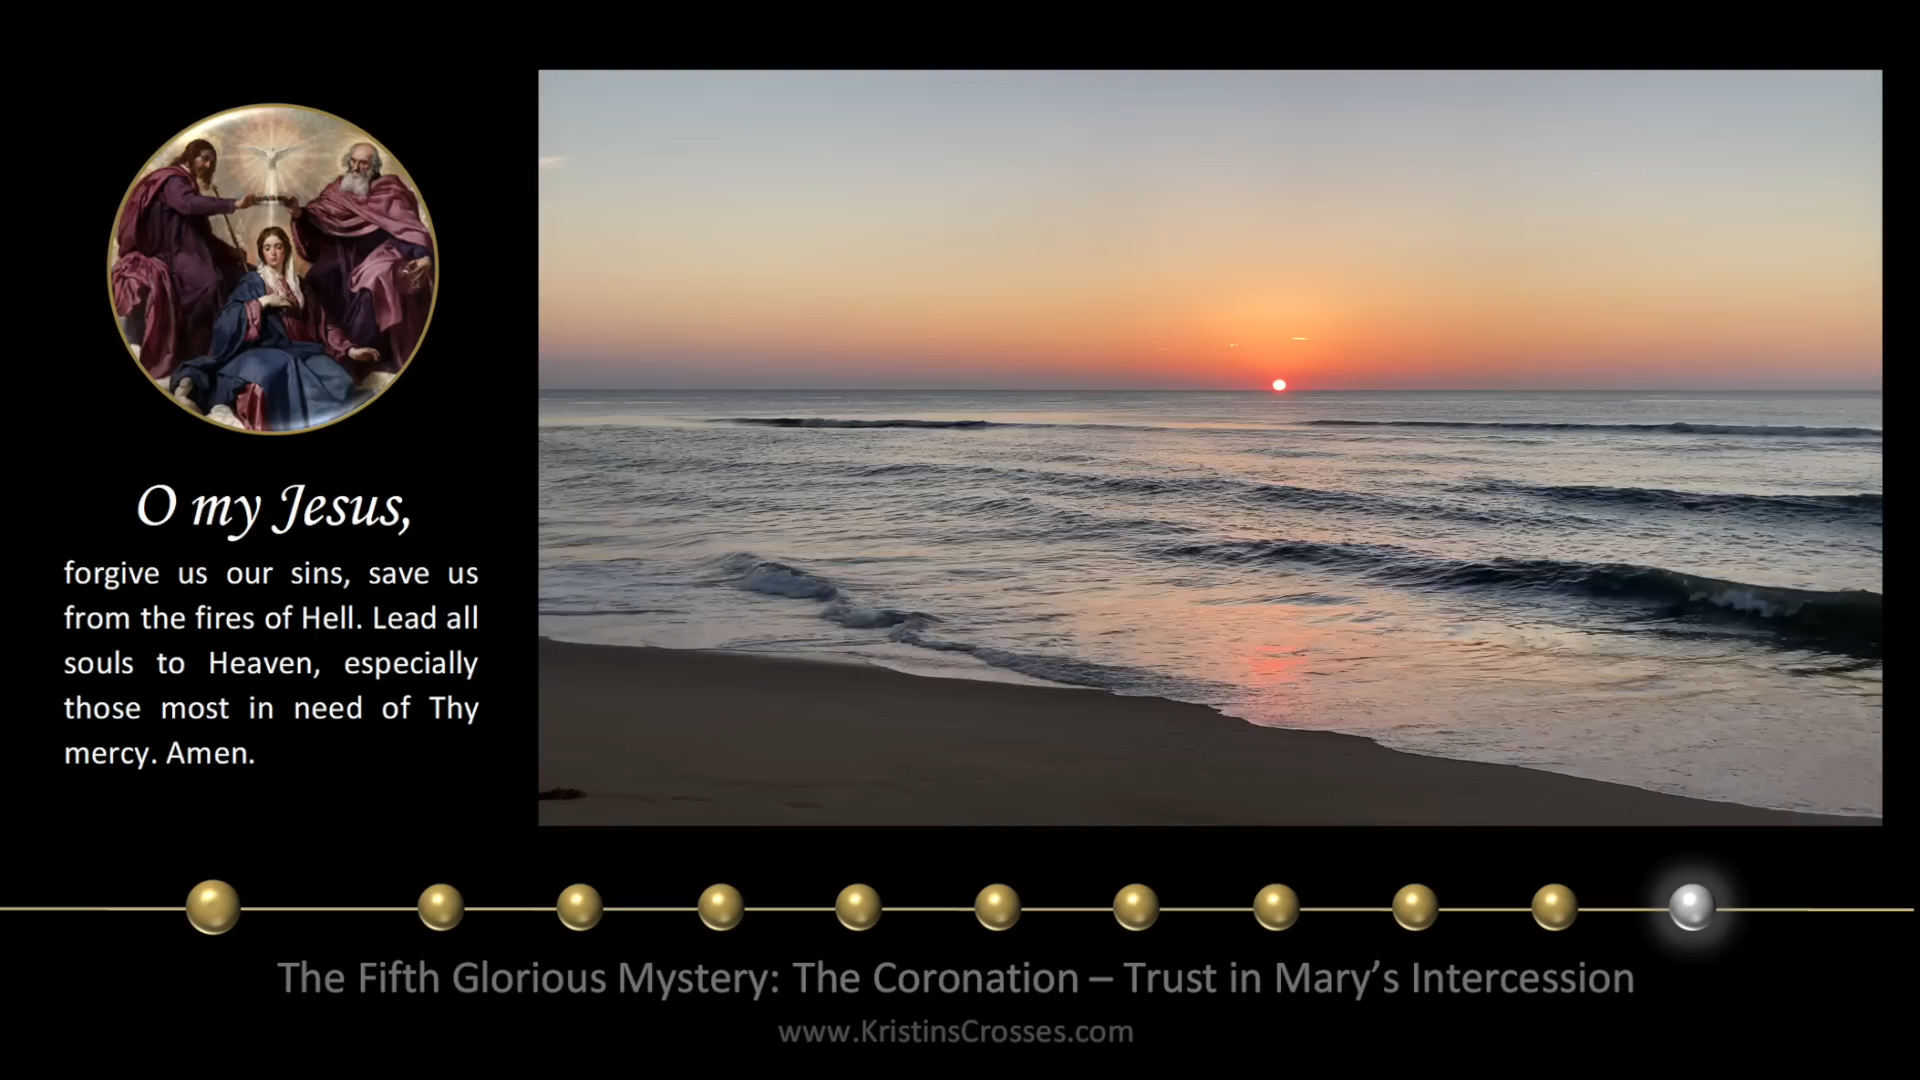 O my Jesus,
forgive us our sins, save us
from the fires of Hell. Lead all
souls to Heaven, especially
those most in need of Thy
mercy. Amen.
The Fifth Glorious Mystery: The Coronation – Trust in Mary’s Intercession
www.KristinsCrosses.com